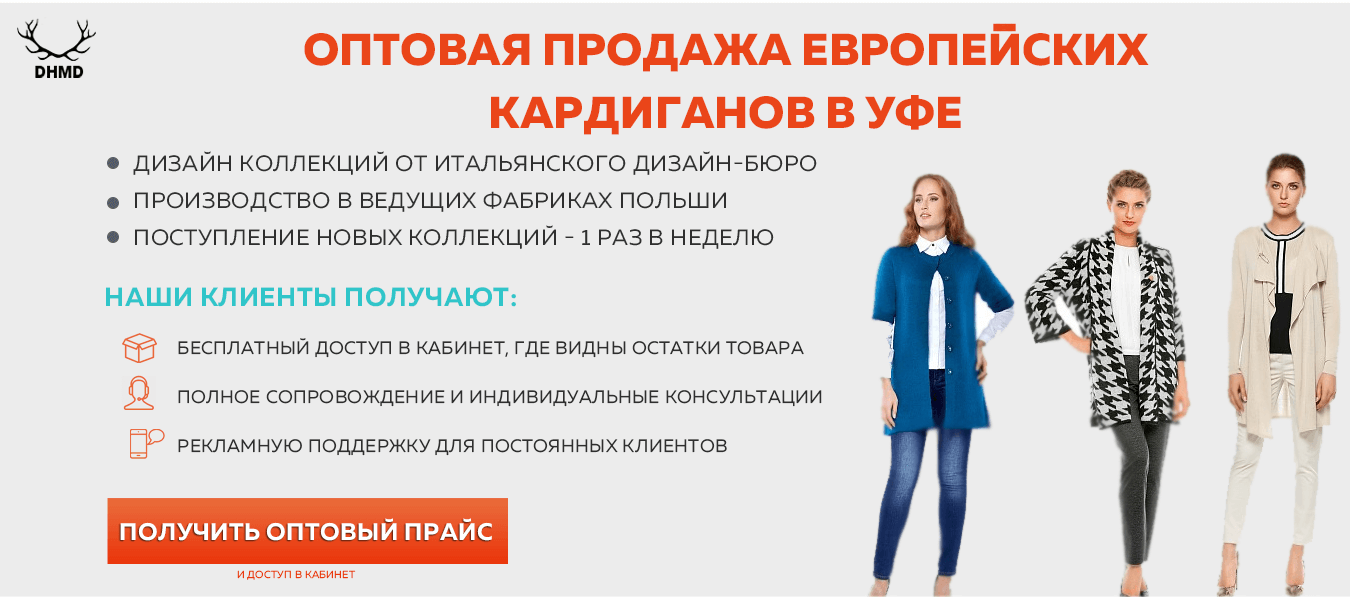 DHMD
ОПТОВАЯ ПРОДАЖА ЕВРОПЕЙСКИХ
КАРДИГАНОВ В УФЕ
ДИЗАЙН КОЛЛЕКЦИЙ ОТ ИТАЛЬЯНСКОГО ДИЗАЙН-БЮРО
ПРОИЗВОДСТВО В ВЕДУЩИХ ФАБРИКАХ ПОЛЬШИ
ПОСТУПЛЕНИЕ НОВЫХ КОЛЛЕКЦИЙ - 1 РАЗ В НЕДЕЛЮ
НАШИ КЛИЕНТЫ ПОЛУЧАЮТ:
БЕСПЛАТНЫЙ ДОСТУП В КАБИНЕТ, ГДЕ ВИДНЫ ОСТАТКИ ТОВАРА
ПОЛНОЕ СОПРОВОЖДЕНИЕ И ИНДИВИДУАЛЬНЫЕ КОНСУЛЬТАЦИИ
РЕКЛАМНУЮ ПОДДЕРЖКУ ДЛЯ ПОСТОЯННЫХ КЛИЕНТОВ
ПОЛУЧИТЬ ОПТОВЫЙ ПРАЙС
И ДОСТУП В КАБИНЕТ